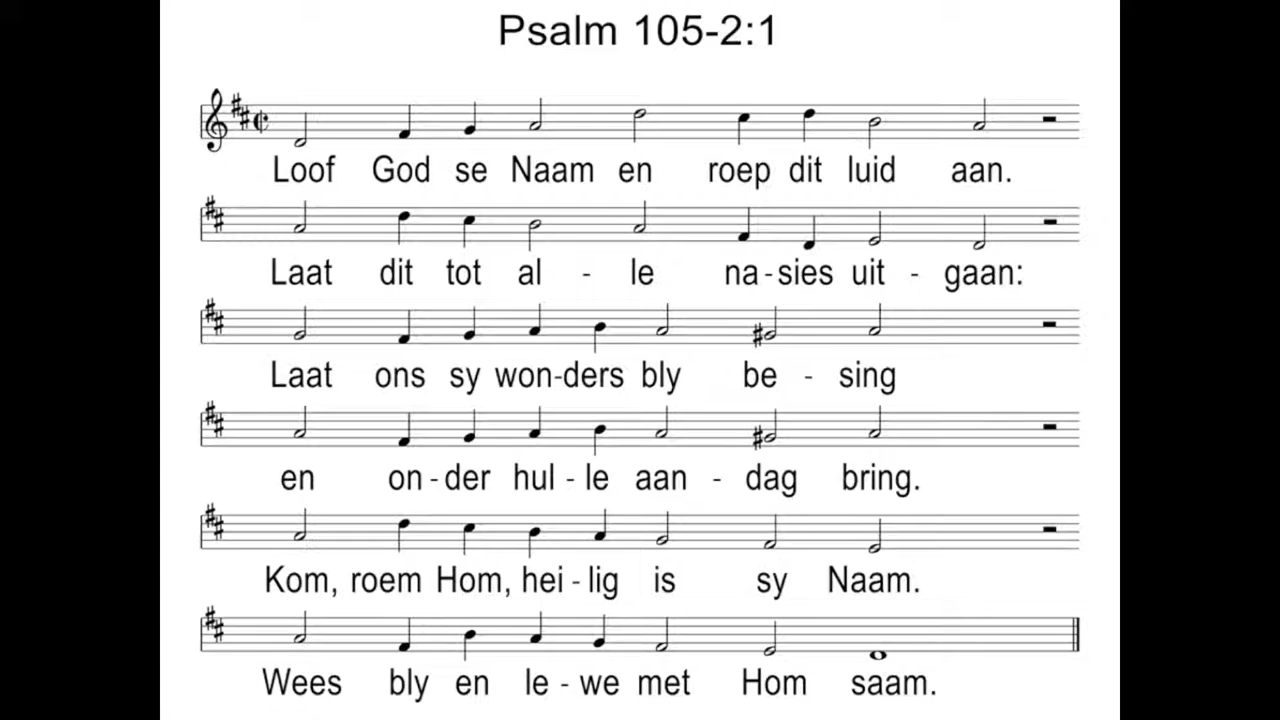 Psalm 105-2:1
Loof God se Naam en roep dit luid aan.
Laat dit tot al - le na-sies uit - gaan:
Laat ons sy won-ders bly be - sing
en on-der hul-le aan - dag bring.
Kom, roem Hom, hei-lig is sy Naam.
Wees bly en le-we met Hom saam.